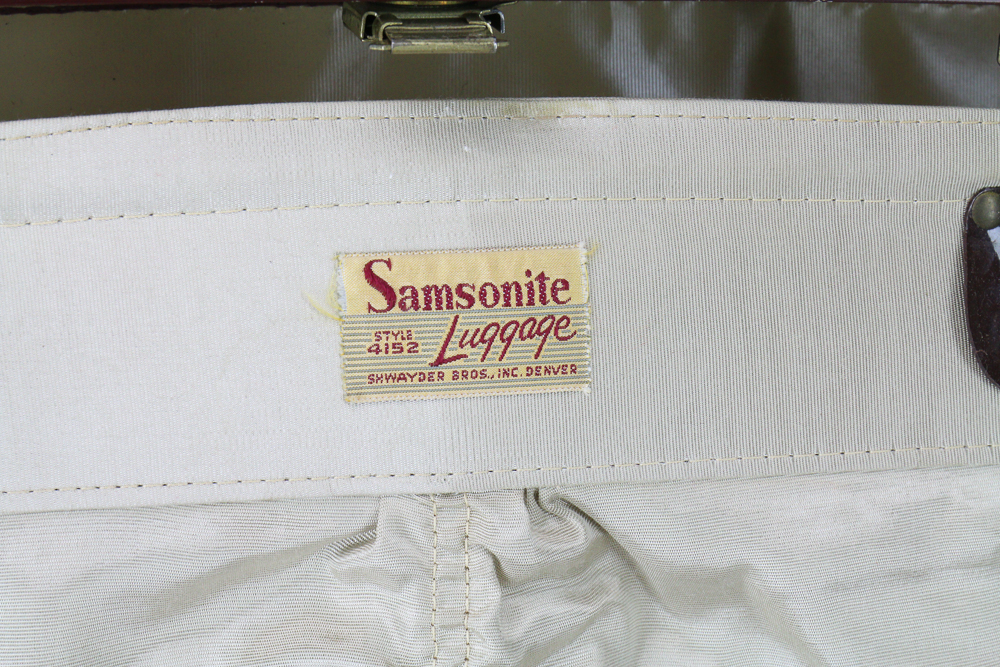 Samsonite
STYLE
4152 Luggage
SHWAYDER BROS., INC. DENVER